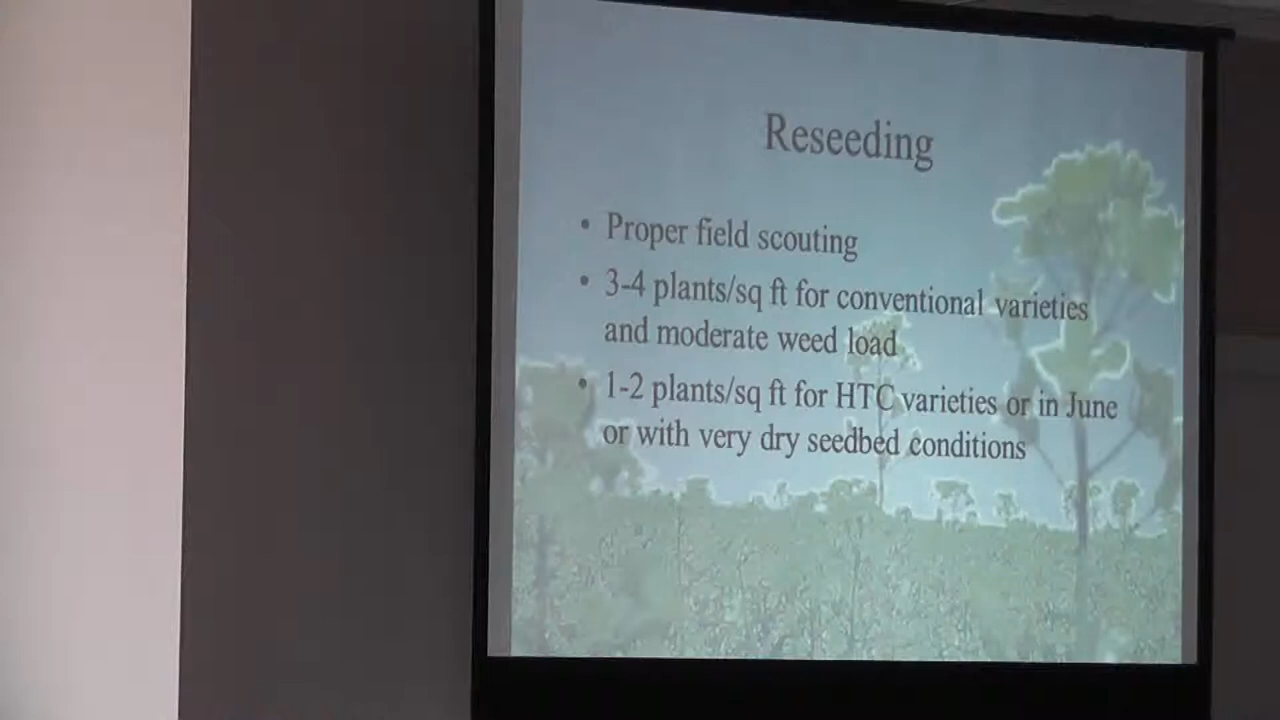 Reseeding
• Proper field scouting
• 3-4 plants/sq ft for conventional varieties
and moderate weed load
• 1-2 plants/sq ft for HTC varieties or in June
or with very dry seedbed conditions